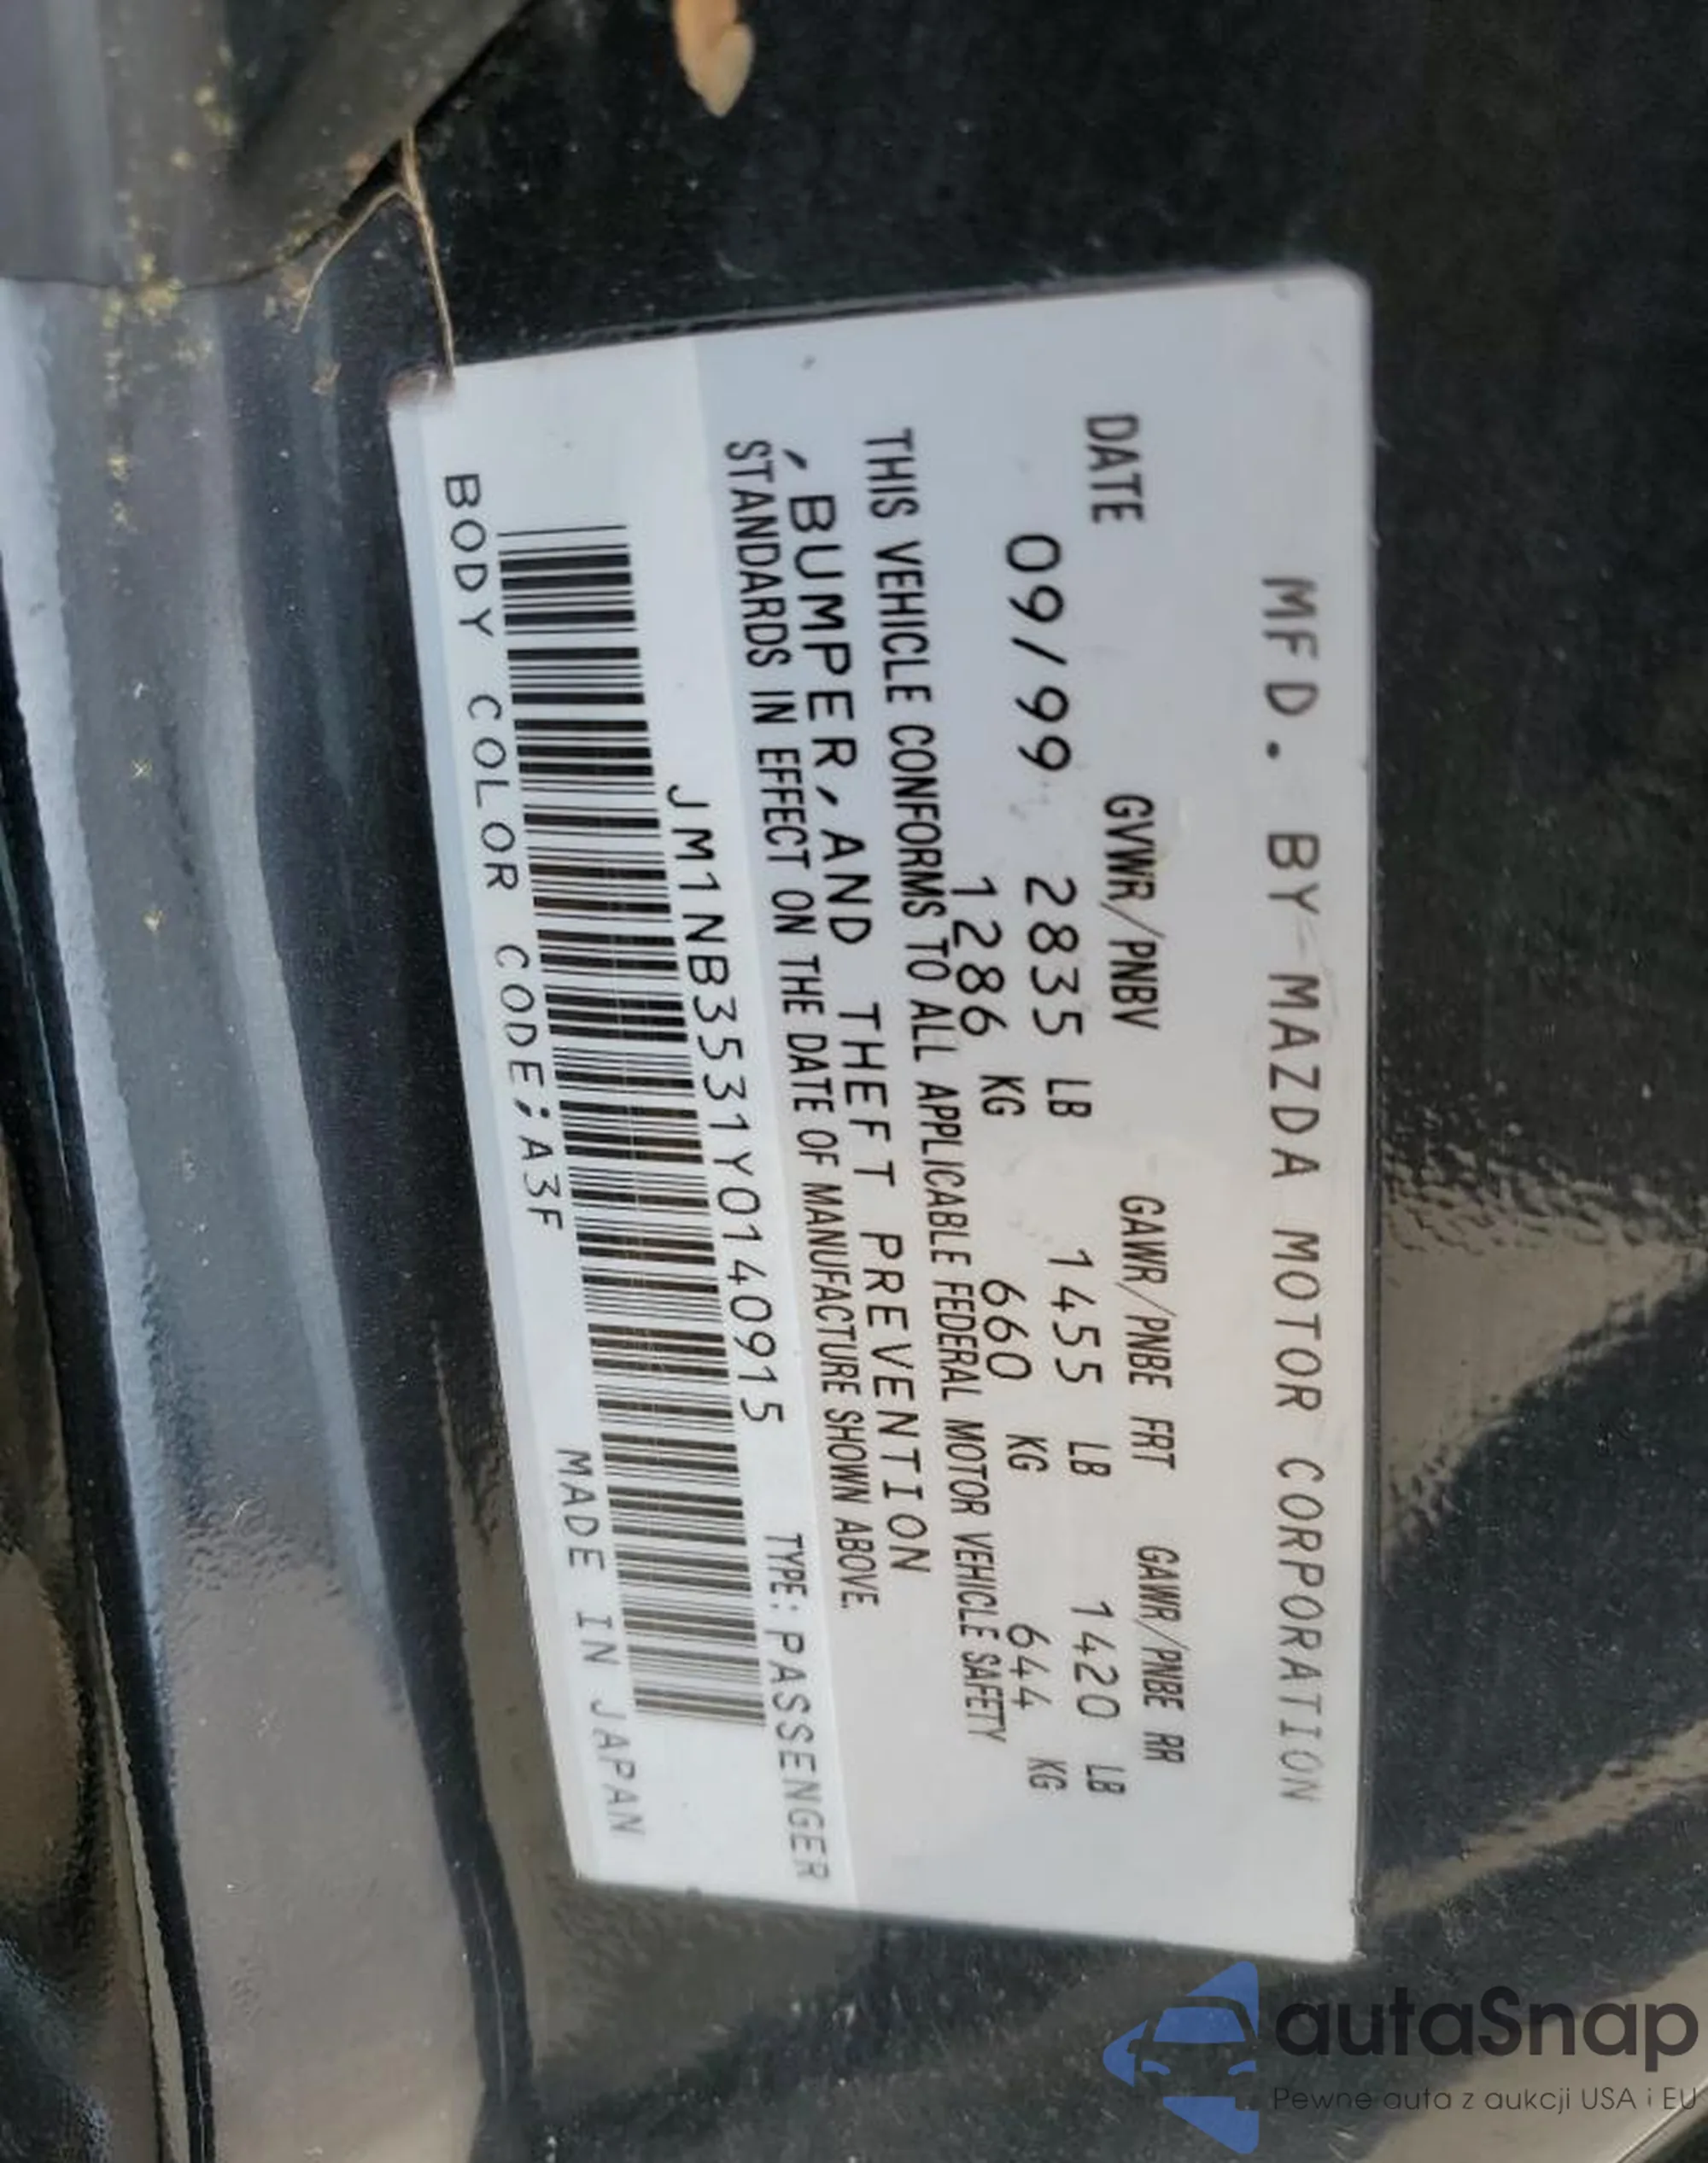 MFD. BY MAZDA MOTOR CORPORATION
DATE GVWR/PNBV GAWR/PNBE FRT GAWR/PNBE RR
09/99 2835 LB 1455 LB 1420 LB
1286 KG 660 KG 644 KG
THIS VEHICLE CONFORMS TO ALL APPLICABLE FEDERAL MOTOR VEHICLE SAFETY
, BUMPER, AND THEFT PREVENTION
STANDARDS IN EFFECT ON THE DATE OF MANUFACTURE SHOWN ABOVE.
JM1NB3531Y0140915 TYPE: PASSENGER
BODY COLOR CODE;A3F MADE IN JAPAN
autaSnap
Pewne auta z aukcji USA i EU